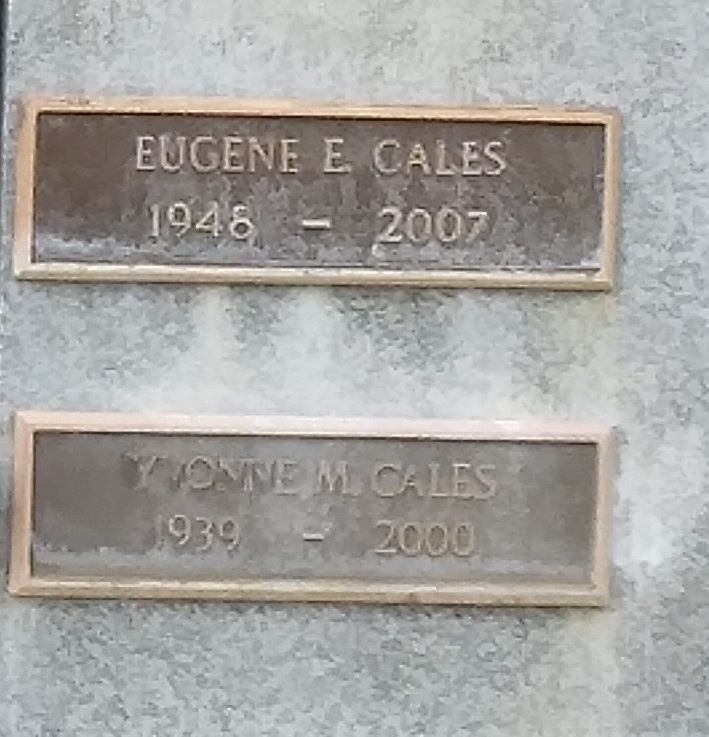 EUGENE E. CALES
1948 – 2007
YVONNE M. CALES
1939 – 2000